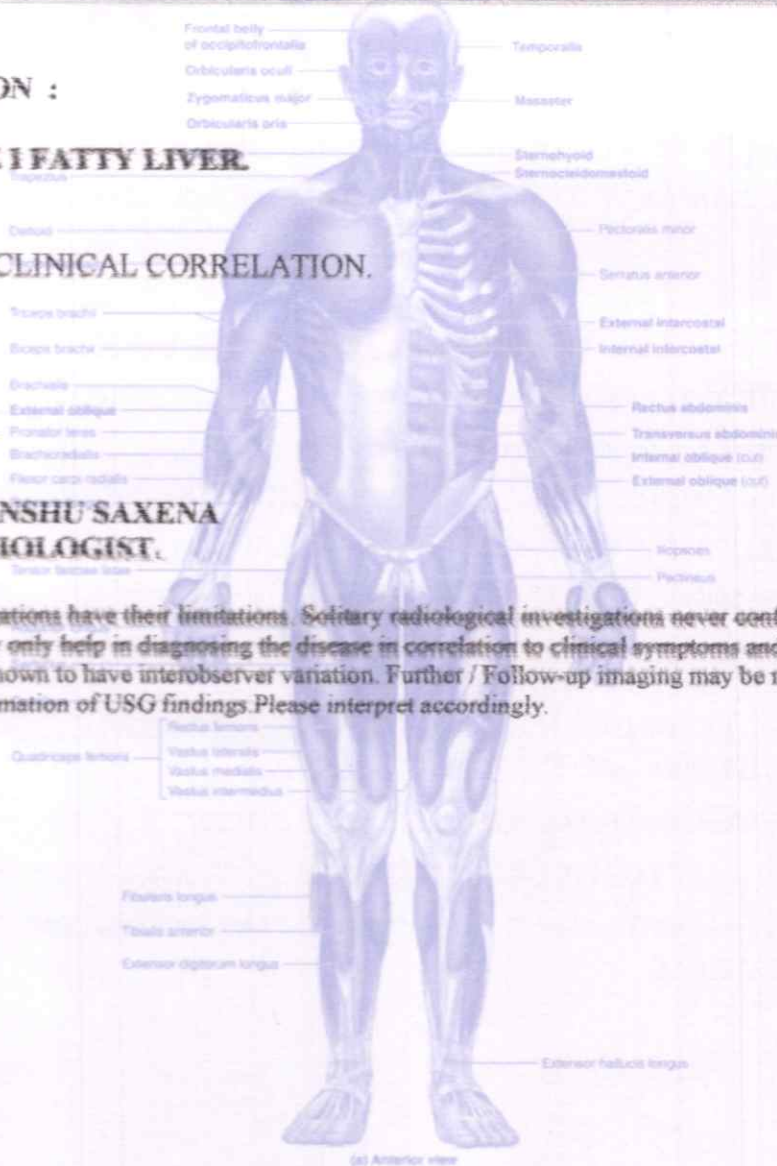 Frontal belly
of occipitofrontalis
Temporalis
Orbicularis oculi
ON :
Zygomaticus major
Masseter
Orbicularis oris
1 FATTY LIVER.
Sternohyoid
Trapezius
Sternocleidomastoid
Deltoid
Pectoralis minor
CLINICAL CORRELATION.
Serratus anterior
Triceps brachii
External intercostal
Biceps brachii
Internal intercostal
Brachialis
External oblique
Rectus abdominis
Pronator teres
Transversus abdominis
Brachioradialis
Internal oblique (cut)
Flexor carpi radialis
External oblique (cut)
NSHU SAXENA
IOLOGIST.
Iliopsoas
Tensor fasciae latae
Pectineus
ations have their limitations. Solitary radiological investigations never cont
only help in diagnosing the disease in correlation to clinical symptoms and
nown to have interobserver variation. Further / Follow-up imaging may be r
mation of USG findings.Please interpret accordingly.
Rectus femoris
Quadriceps femoris
Vastus lateralis
Vastus medialis
Vastus intermedius
Fibularis longus
Tibialis anterior
Extensor digitorum longus
Extensor hallucis longus
(a) Anterior view